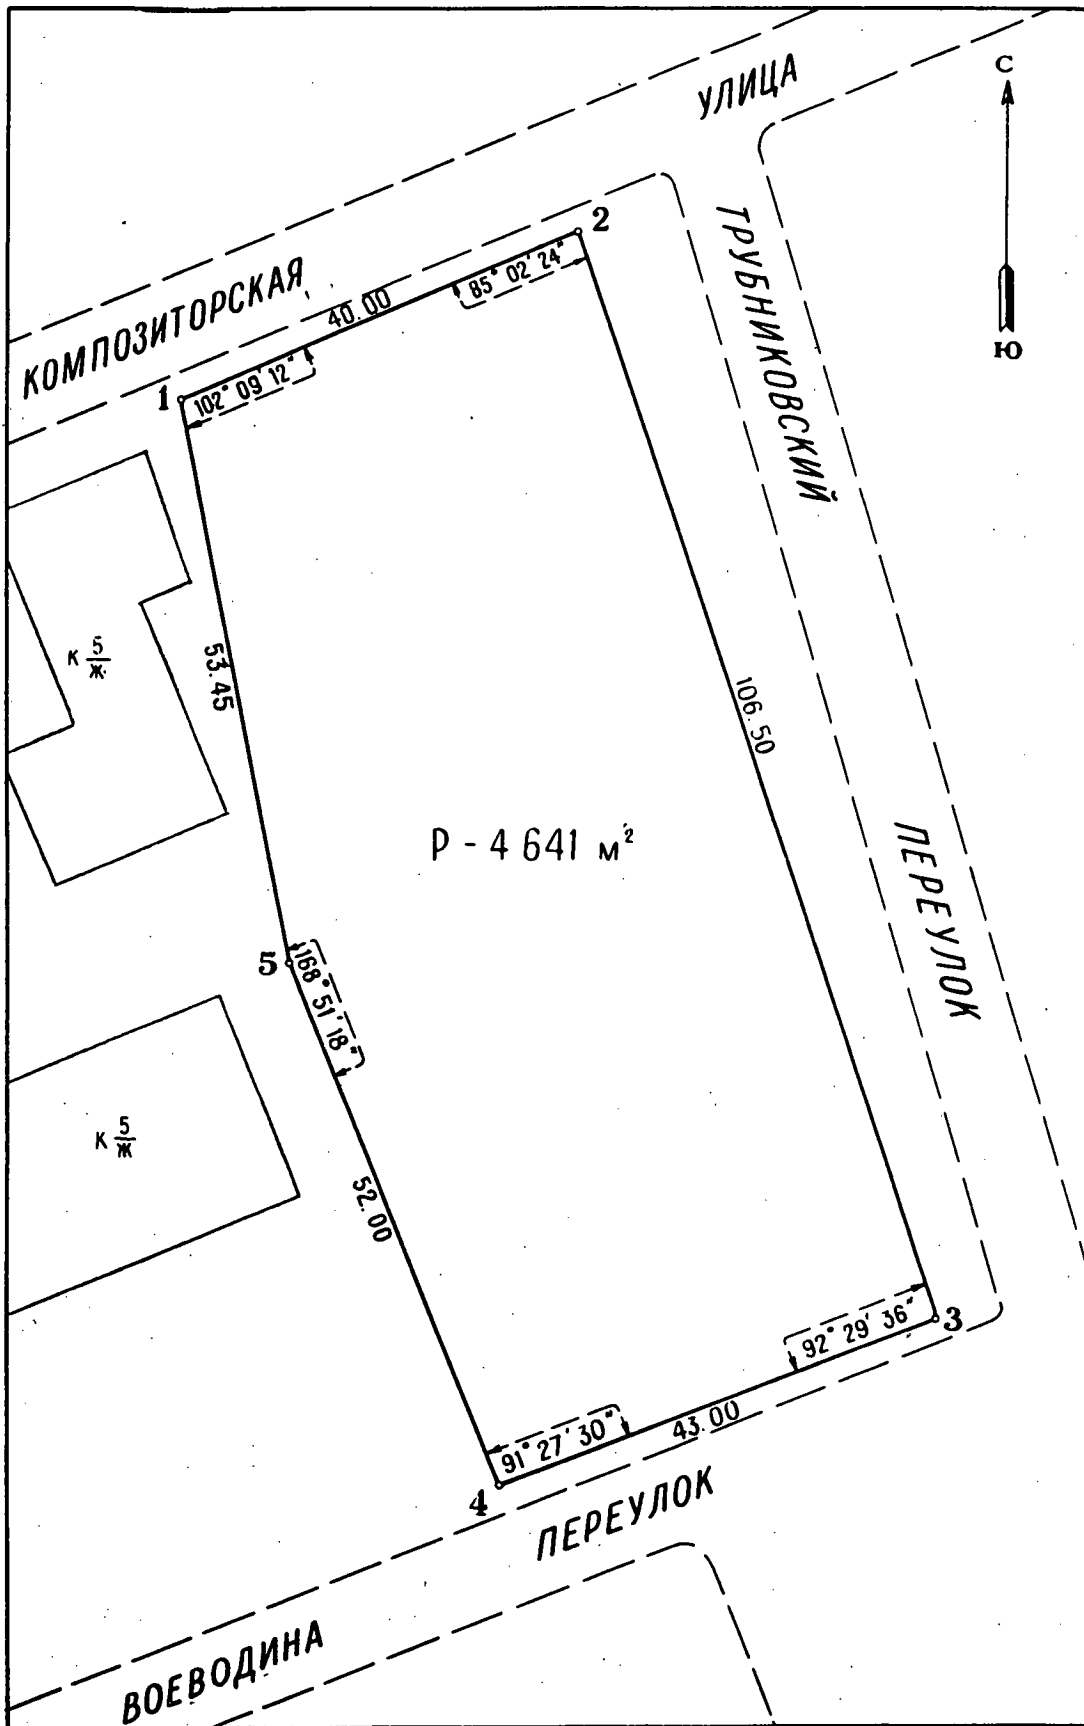 УЛИЦА
С
Ю
КОМПОЗИТОРСКАЯ
ТРУБНИКОВСКИЙ
ПЕРЕУЛОК
2
85° 02' 24"
40.00
1
102° 09' 12"
К 5/Ж
53.45
106.50
Р - 4 641 м²
5
168° 51' 18"
К 5/Ж
52.00
92° 29' 36"
3
43.00
91° 27' 30"
4
ПЕРЕУЛОК
ВОЕВОДИНА